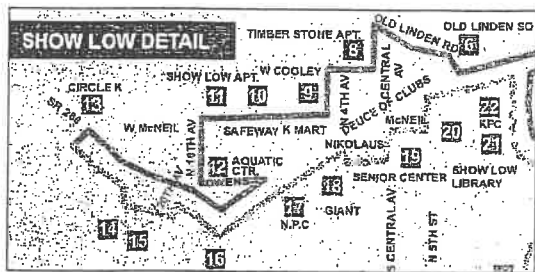 SHOW LOW DETAIL
TIMBER STONE APT.
8
OLD LINDEN RD
OLD LINDEN SQ
6
CIRCLE K
13
SHOW LOW APT.
W COOLEY
11
10
9
N 4TH AV
CENTRAL AV
DEUCE OF CLUBS
SR 260
W. McNEIL
N 10TH AV
SAFEWAY
K MART
McNEIL
22
KFC
20
21
NIKOLAUS
12
AQUATIC CTR.
OWENS
19
SENIOR CENTER
SHOW LOW LIBRARY
18
GIANT
17
N.P.C
14
15
16
S CENTRAL AV
N 5TH ST